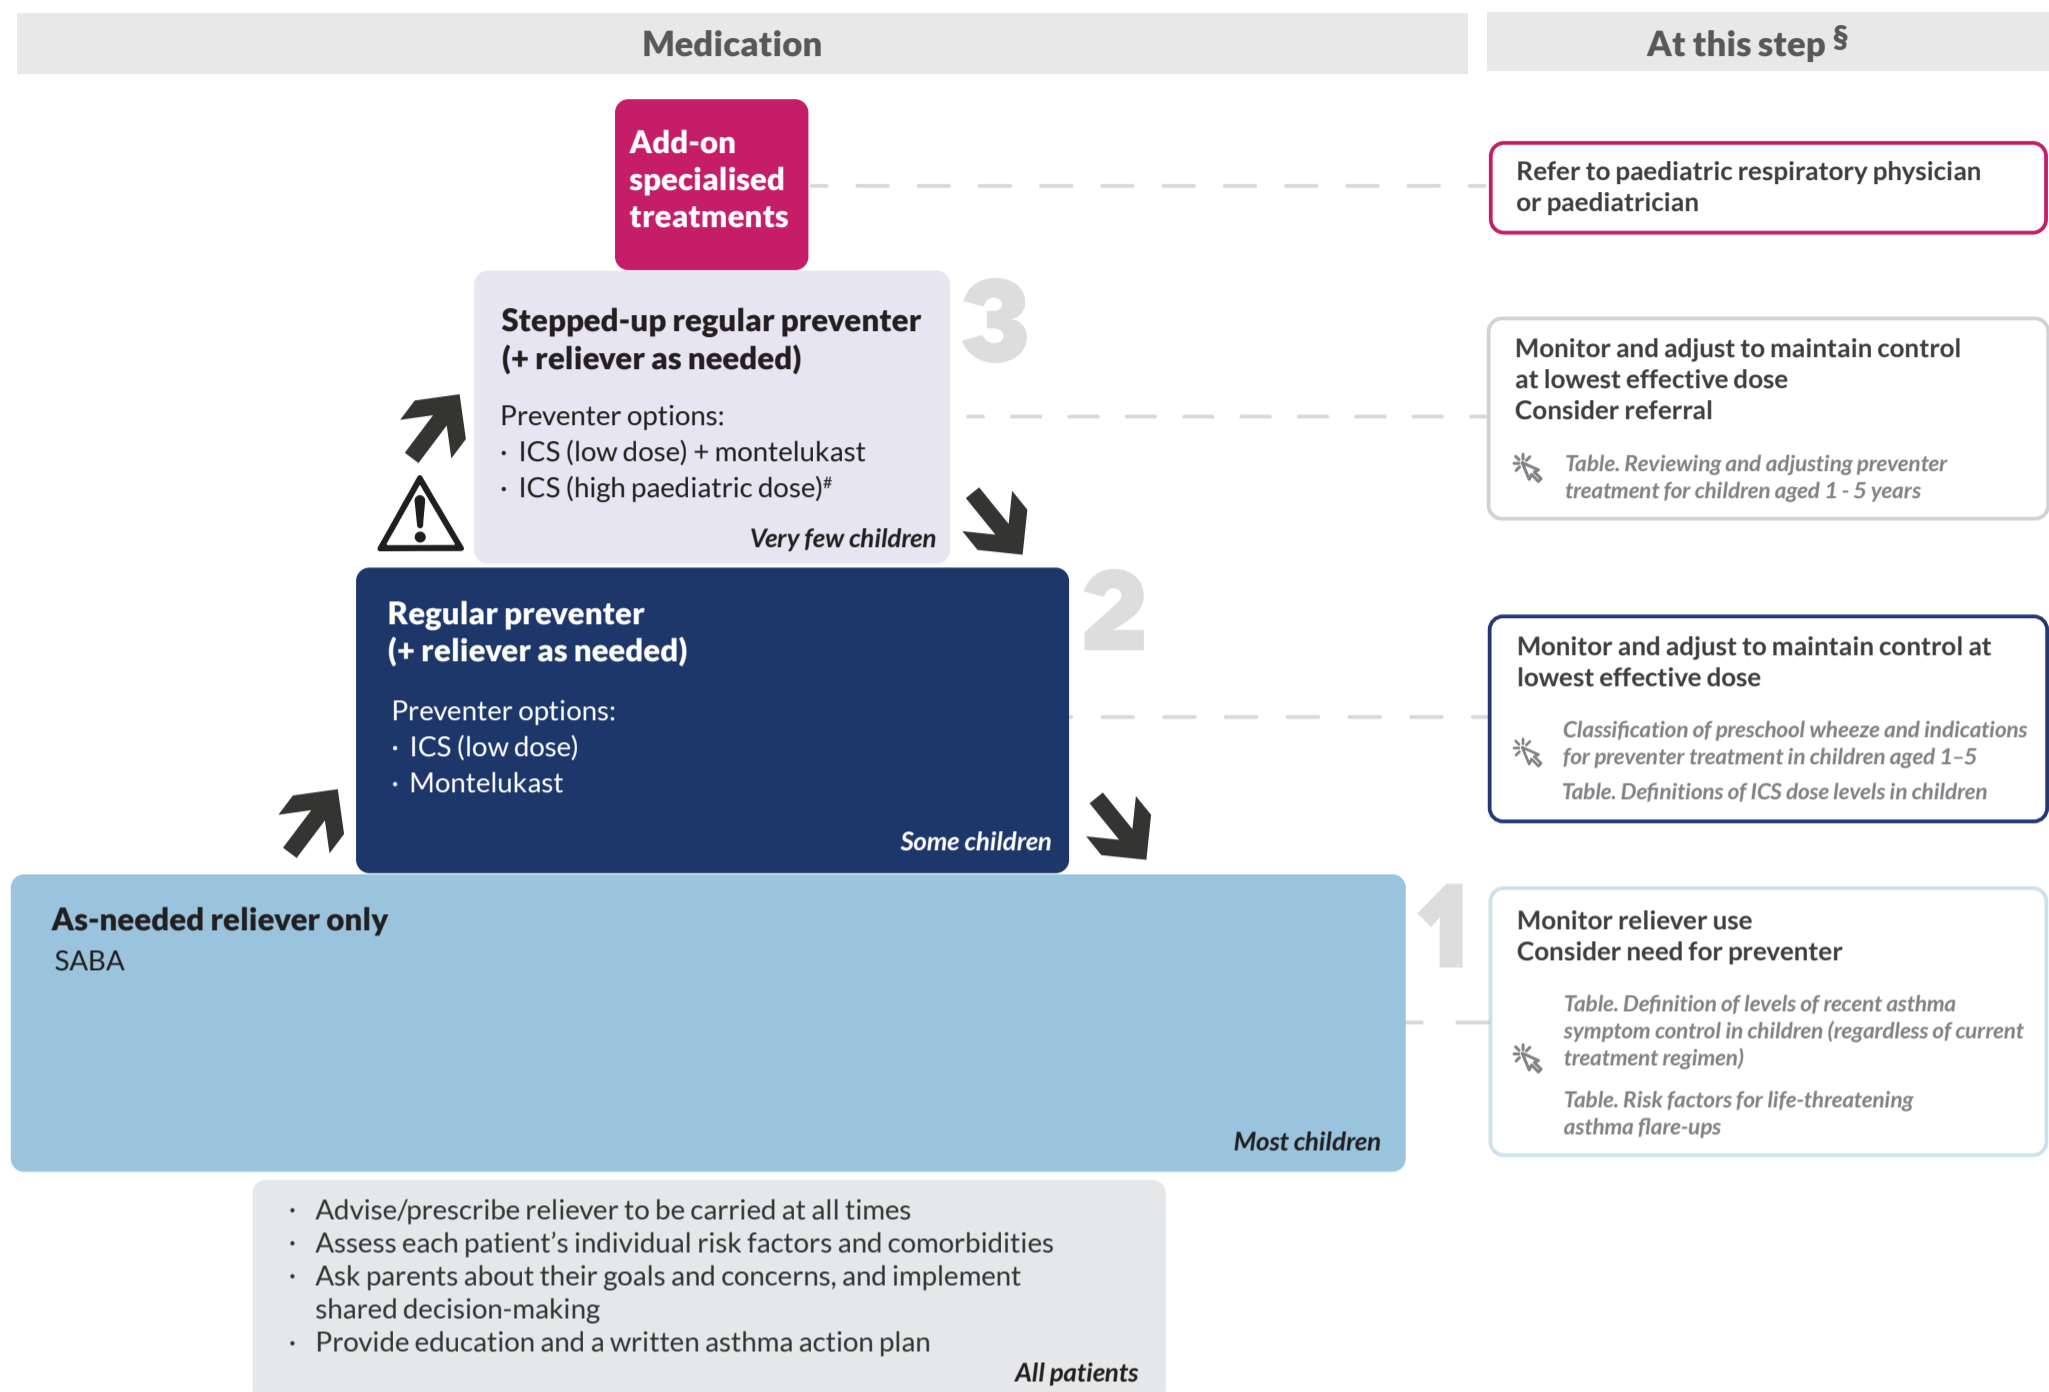 Medication
At this step §
Add-on
specialised
treatments
Refer to paediatric respiratory physician
or paediatrician
3
Stepped-up regular preventer
(+ reliever as needed)
Preventer options:
· ICS (low dose) + montelukast
· ICS (high paediatric dose)#
Very few children
Monitor and adjust to maintain control
at lowest effective dose
Consider referral
Table. Reviewing and adjusting preventer
treatment for children aged 1 - 5 years
!
2
Regular preventer
(+ reliever as needed)
Preventer options:
· ICS (low dose)
· Montelukast
Some children
Monitor and adjust to maintain control at
lowest effective dose
Classification of preschool wheeze and indications
for preventer treatment in children aged 1–5
Table. Definitions of ICS dose levels in children
1
As-needed reliever only
SABA
Most children
Monitor reliever use
Consider need for preventer
Table. Definition of levels of recent asthma
symptom control in children (regardless of current
treatment regimen)
Table. Risk factors for life-threatening
asthma flare-ups
· Advise/prescribe reliever to be carried at all times
· Assess each patient's individual risk factors and comorbidities
· Ask parents about their goals and concerns, and implement
shared decision-making
· Provide education and a written asthma action plan
All patients